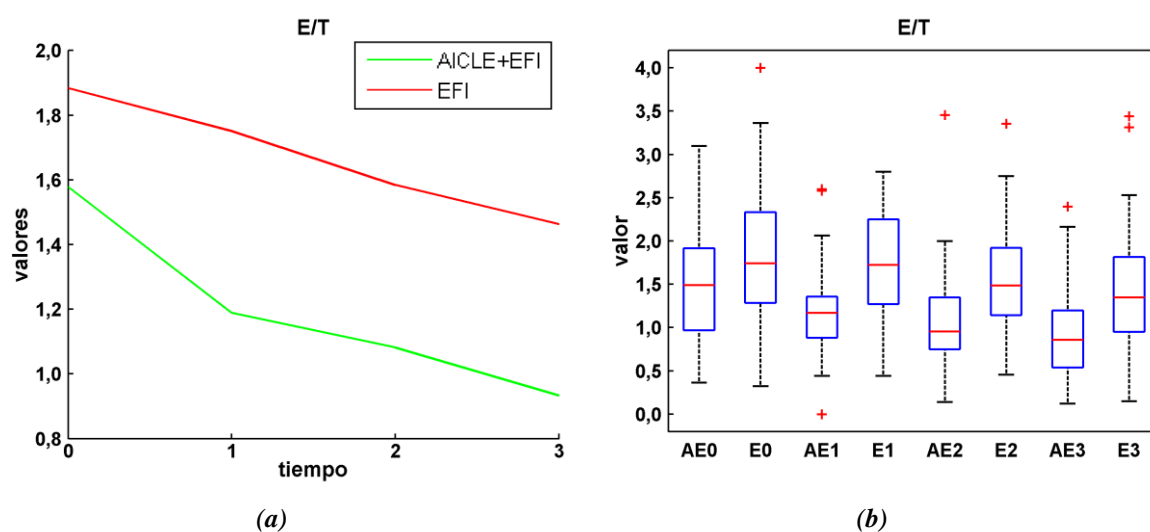 E/T
2,0
1,8
1,6
1,4
1,2
1,0
0,8
valores
0
1
2
3
tiempo
AICLE+EFI
EFI
(a)
E/T
4,0
3,5
3,0
2,5
2,0
1,5
1,0
0,5
0,0
valor
AE0
E0
AE1
E1
AE2
E2
AE3
E3
(b)